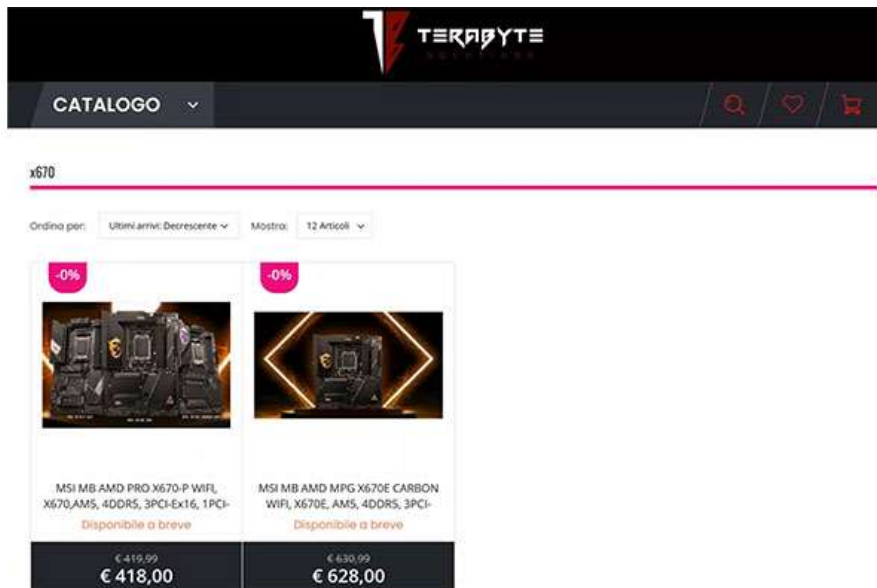 TERABYTE
CATALOGO
x670
Ordina per: Ultimi arrivi: Decrescente Mostra: 12 Articoli
-0% -0%
MSI MB AMD PRO X670-P WIFI,
X670,AM5, 4DDR5, 3PCI-Ex16, 1PCI-
Disponibile a breve
€ 419,99
€ 418,00
MSI MB AMD MPG X670E CARBON
WIFI, X670E, AM5, 4DDR5, 3PCI-
Disponibile a breve
€ 630,99
€ 628,00